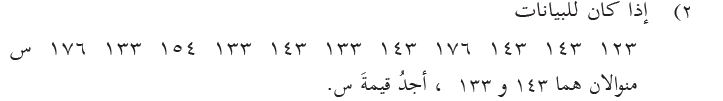 ٢) إذا كان للبيانات
١٢٣ ١٤٣ ١٤٣ ١٧٦ ١٤٣ ١٣٣ ١٤٣ ١٣٣ ١٥٤ ١٣٣ ١٧٦ س
منوالان هما ١٤٣ و ١٣٣ ، أجدُ قيمةَ س.